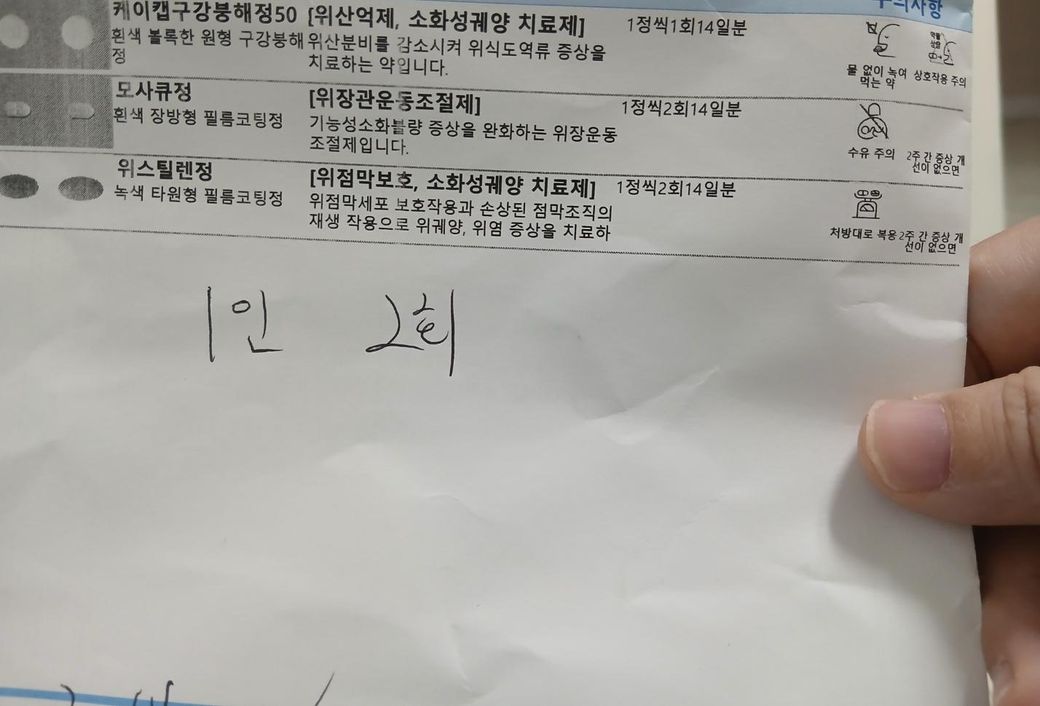 주의사항
케이캡구강붕해정50 [위산억제, 소화성궤양 치료제] 1정씩1회14일분
흰색 볼록한 원형 구강붕해 위산분비를 감소시켜 위식도역류 증상을
정 치료하는 약입니다.
물 없이 녹여 상호작용 주의
먹는 약
모사큐정 [위장관운동조절제] 1정씩2회14일분
흰색 장방형 필름코팅정 기능성소화불량 증상을 완화하는 위장운동
조절제입니다.
수유 주의 2주 간 증상 개
선이 없으면
위스틸렌정 [위점막보호, 소화성궤양 치료제] 1정씩2회14일분
녹색 타원형 필름코팅정 위점막세포 보호작용과 손상된 점막조직의
재생 작용으로 위궤양, 위염 증상을 치료하
처방대로 복용 2주 간 증상 개
선이 없으면
1인 2회